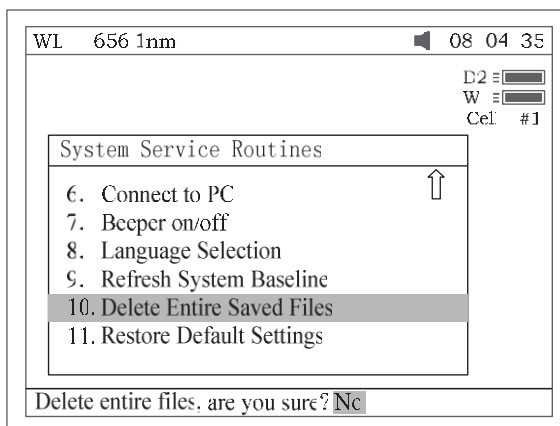 WL 656 1nm 08 04 35
D2
W
Cell #1
System Service Routines
6. Connect to PC
7. Beeper on/off
8. Language Selection
9. Refresh System Baseline
10. Delete Entire Saved Files
11. Restore Default Settings
Delete entire files, are you sure? No